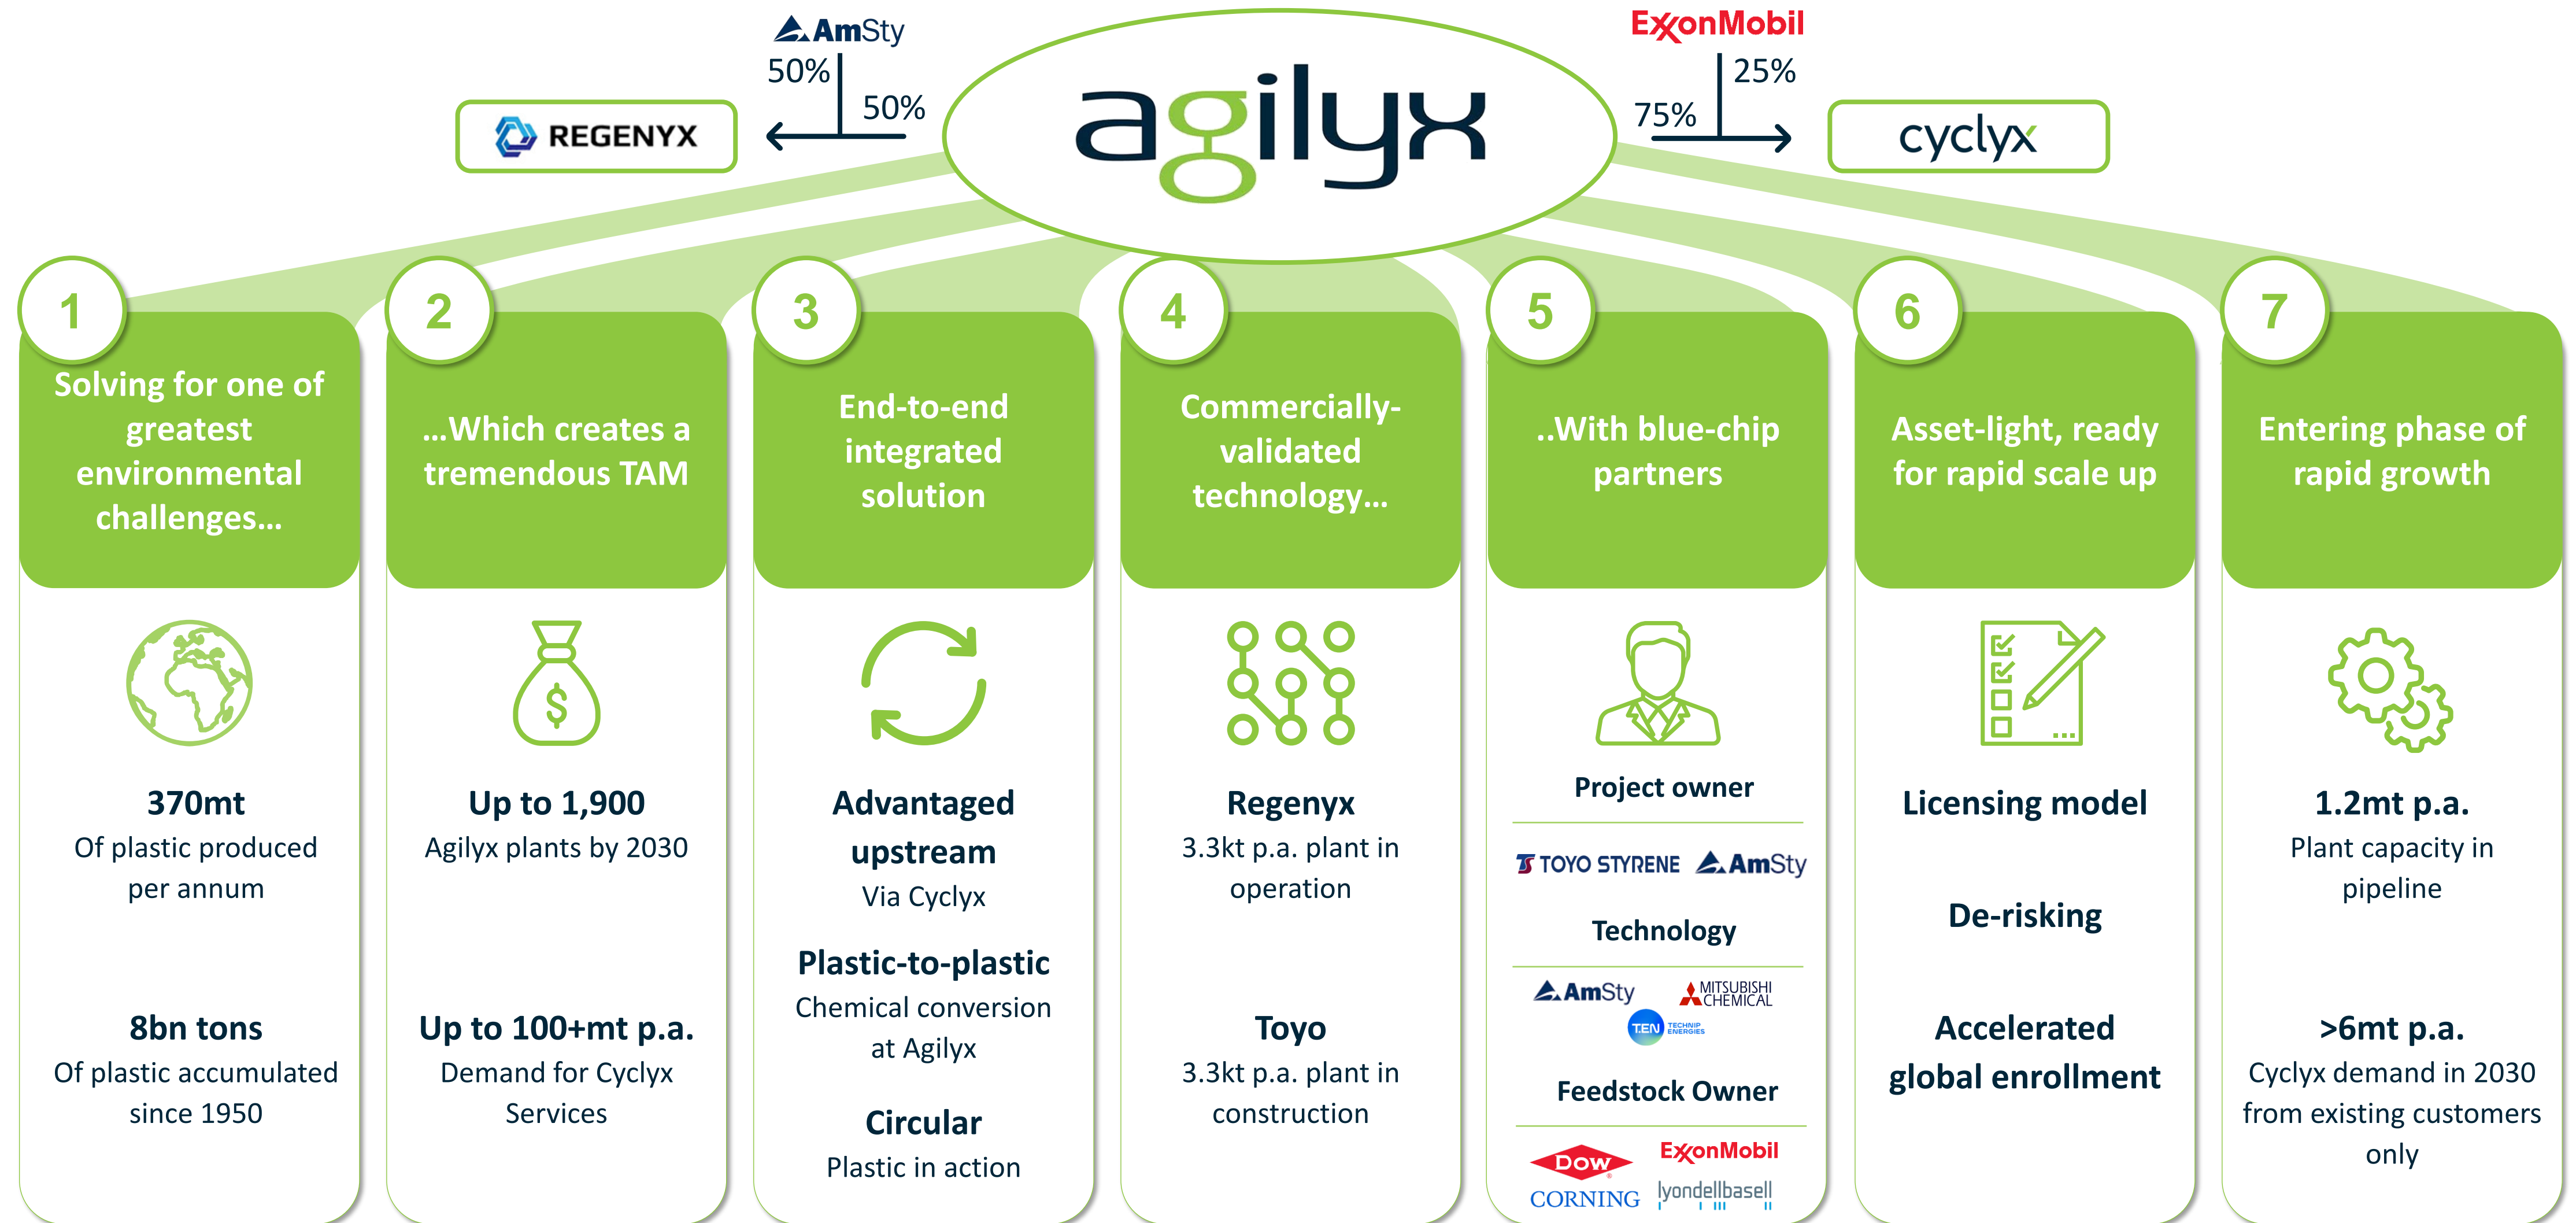 AmSty
50%
50%
REGENYX
agilyx
ExxonMobil
25%
75%
cyclyx
1
Solving for one of
greatest
environmental
challenges...
370mt
Of plastic produced
per annum
8bn tons
Of plastic accumulated
since 1950
2
...Which creates a
tremendous TAM
$
Up to 1,900
Agilyx plants by 2030
Up to 100+mt p.a.
Demand for Cyclyx
Services
3
End-to-end
integrated
solution
Advantaged
upstream
Via Cyclyx
Plastic-to-plastic
Chemical conversion
at Agilyx
Circular
Plastic in action
4
Commercially-
validated
technology...
Regenyx
3.3kt p.a. plant in
operation
Toyo
3.3kt p.a. plant in
construction
5
..With blue-chip
partners
Project owner
TS TOYO STYRENE AmSty
Technology
AmSty MITSUBISHI
CHEMICAL
T.EN TECHNIP
ENERGIES
Feedstock Owner
DOW ExxonMobil
CORNING lyondellbasell
6
Asset-light, ready
for rapid scale up
Licensing model
De-risking
Accelerated
global enrollment
7
Entering phase of
rapid growth
1.2mt p.a.
Plant capacity in
pipeline
>6mt p.a.
Cyclyx demand in 2030
from existing customers
only